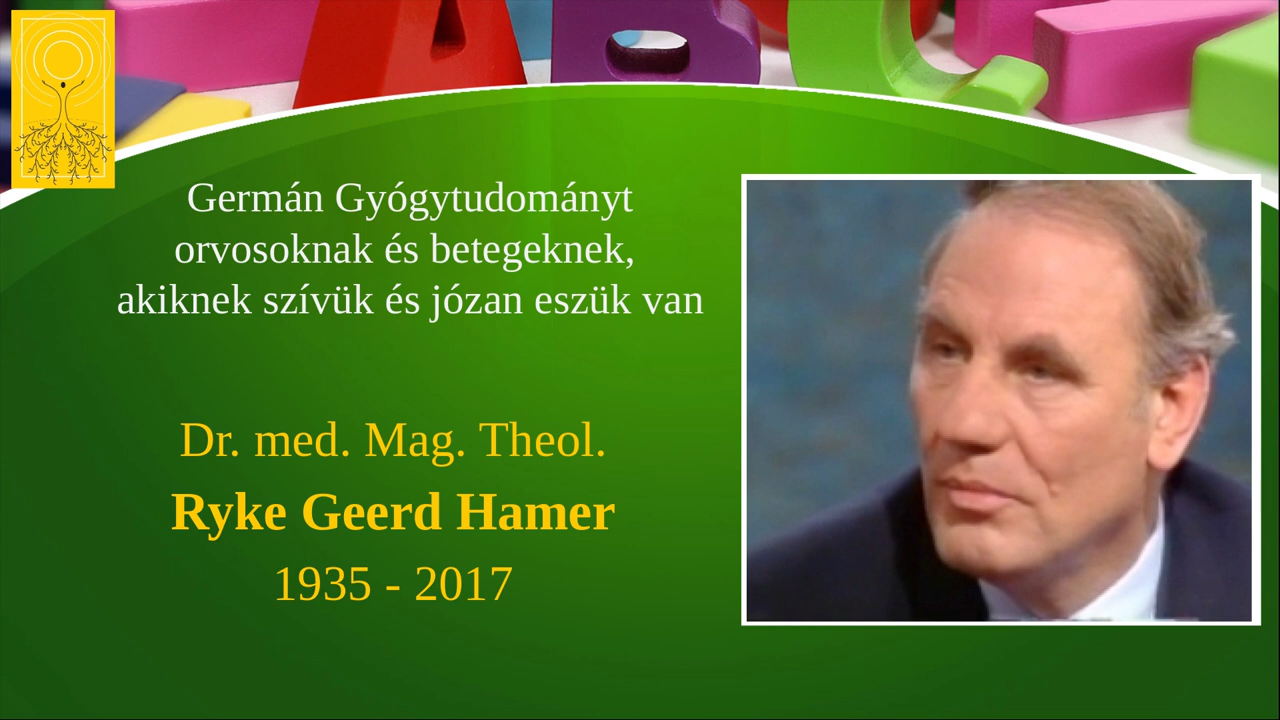 Germán Gyógytudományt
orvosoknak és betegeknek,
akiknek szívük és józan eszük van
Dr. med. Mag. Theol.
Ryke Geerd Hamer
1935 - 2017